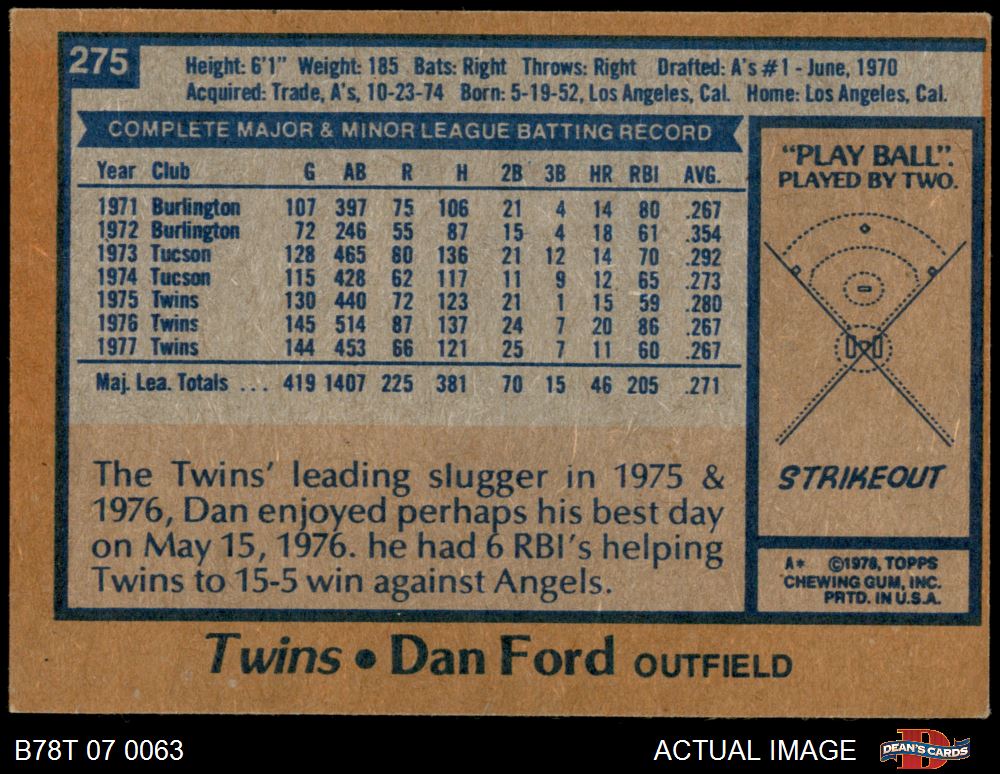 275
Height: 6'1" Weight: 185 Bats: Right Throws: Right Drafted: A's #1 - June, 1970
Acquired: Trade, A's, 10-23-74 Born: 5-19-52, Los Angeles, Cal. Home: Los Angeles, Cal.
COMPLETE MAJOR & MINOR LEAGUE BATTING RECORD
Year Club G AB R H 2B 3B HR RBI AVG.
1971 Burlington 107 397 75 106 21 4 14 80 .267
1972 Burlington 72 246 55 87 15 4 18 61 .354
1973 Tucson 128 465 80 136 21 12 14 70 .292
1974 Tucson 115 428 62 117 11 9 12 65 .273
1975 Twins 130 440 72 123 21 1 15 59 .280
1976 Twins 145 514 87 137 24 7 20 86 .267
1977 Twins 144 453 66 121 25 7 11 60 .267
Maj. Lea. Totals ... 419 1407 225 381 70 15 46 205 .271
The Twins' leading slugger in 1975 &
1976, Dan enjoyed perhaps his best day
on May 15, 1976. he had 6 RBI's helping
Twins to 15-5 win against Angels.
"PLAY BALL".
PLAYED BY TWO.
STRIKEOUT
A* ©1978, TOPPS
CHEWING GUM, INC.
PRTD. IN U.S.A.
Twins • Dan Ford OUTFIELD
B78T 07 0063
ACTUAL IMAGE
DEAN'S CARDS